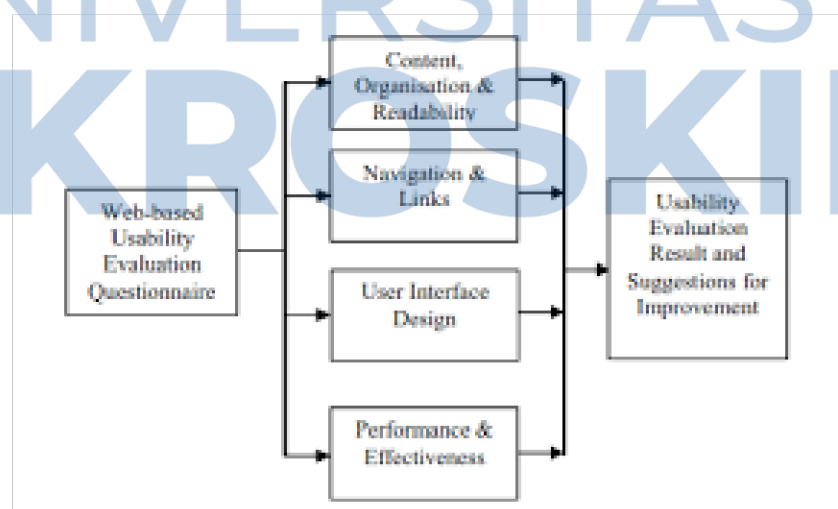 NIVERSITAS
KROSKI
Content,
Organisation &
Readability
Navigation &
Links
Web-based
Usability
Evaluation
Questionnaire
Usability
Evaluation
Result and
Suggestions for
Improvement
User Interface
Design
Performance &
Effectiveness